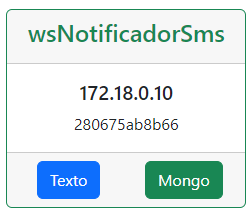 wsNotificadorSms
172.18.0.10
280675ab8b66
Texto Mongo